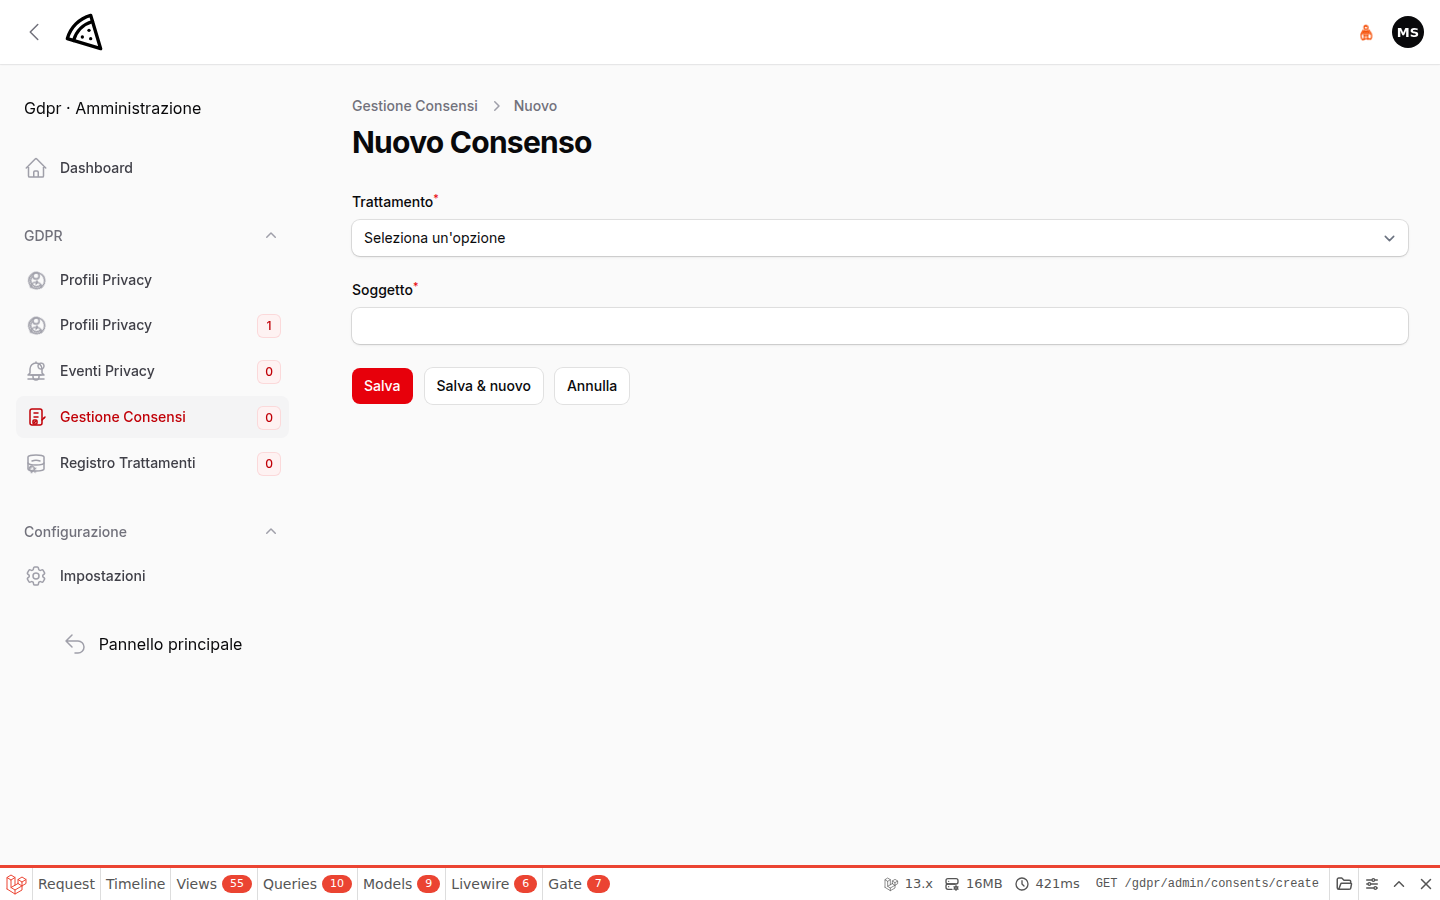 MS
Gdpr · Amministrazione
Dashboard
GDPR
Profili Privacy
Profili Privacy 1
Eventi Privacy 0
Gestione Consensi 0
Registro Trattamenti 0
Configurazione
Impostazioni
Pannello principale
Gestione Consensi > Nuovo
Nuovo Consenso
Trattamento*
Seleziona un'opzione
Soggetto*
Salva Salva & nuovo Annulla
Request Timeline Views 55 Queries 10 Models 9 Livewire 6 Gate 7 13.x 16MB 421ms GET /gdpr/admin/consents/create